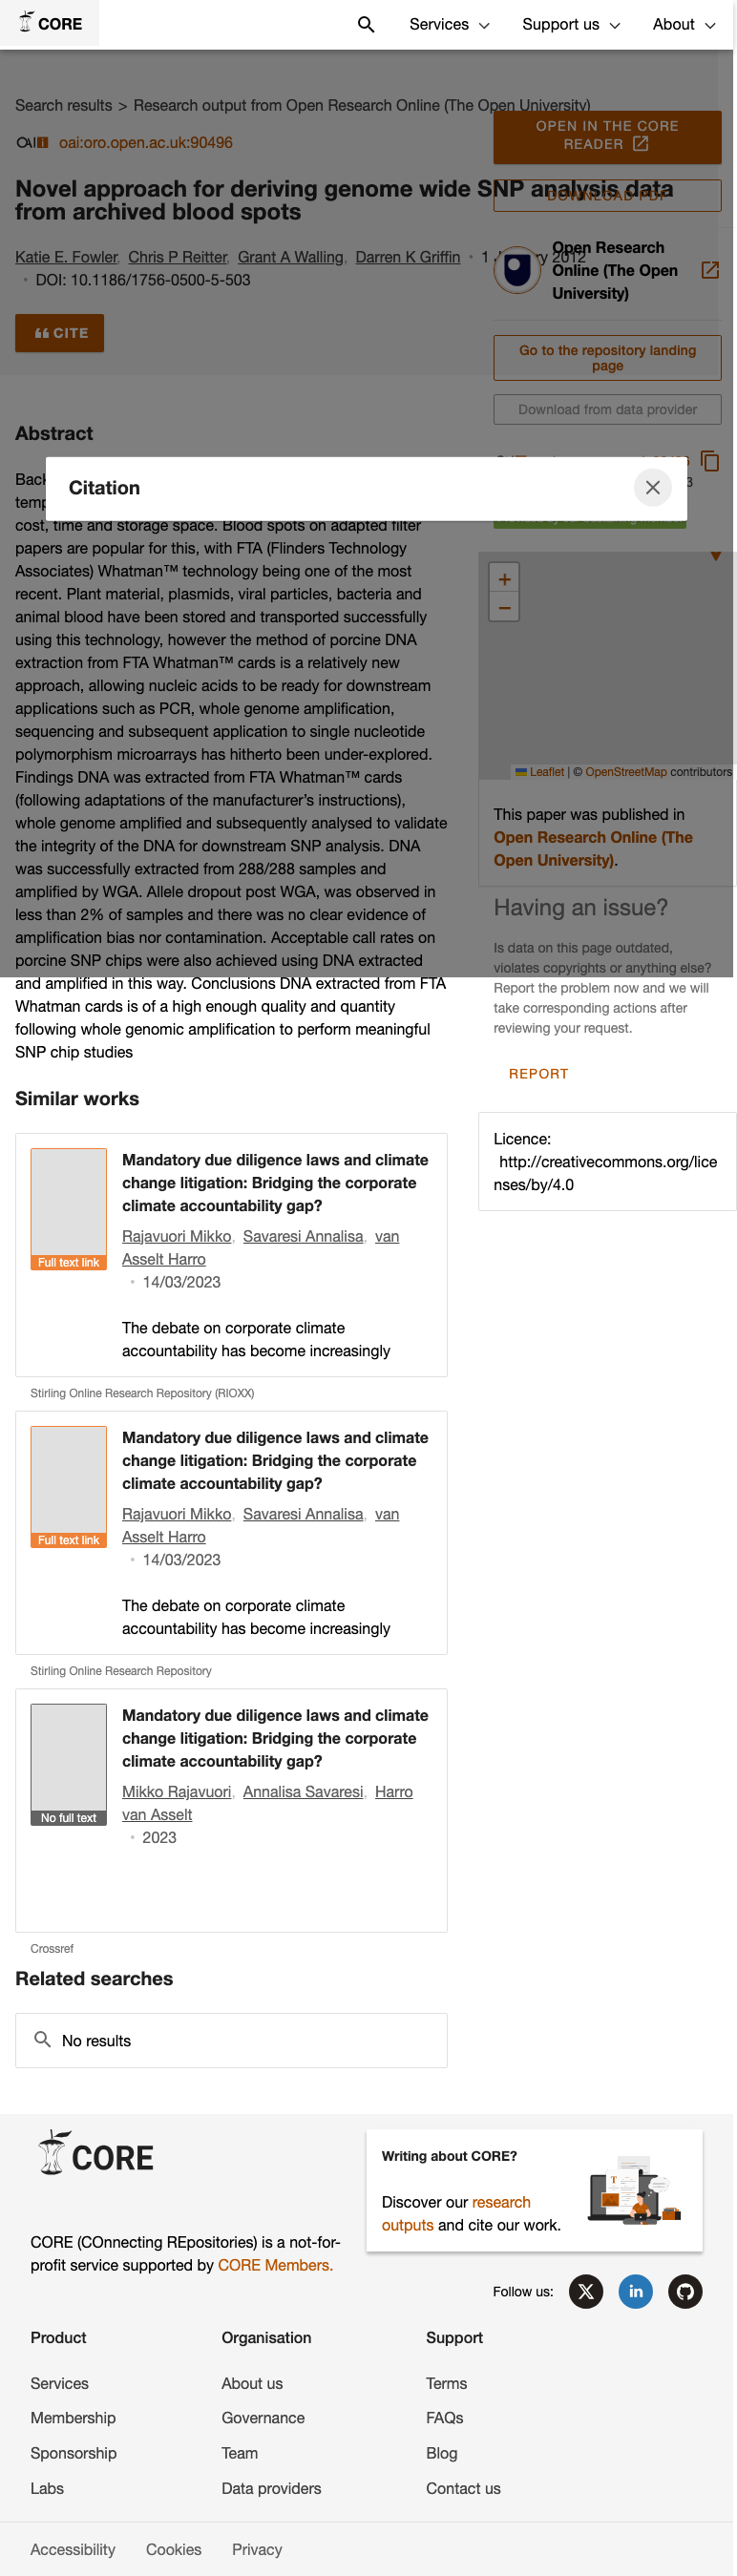 CORE
Services
Support us
About
Search results > Research output from Open Research Online (The Open University)
OAI oai:oro.open.ac.uk:90496
Novel approach for deriving genome wide SNP analysis data
from archived blood spots
Katie E. Fowler, Chris P Reitter, Grant A Walling, Darren K Griffin • 1 2012
• DOI: 10.1186/1756-0500-5-503
CITE
OPEN IN THE CORE
READER
DOWNLOAD PDF
Open Research
Online (The Open
University)
Go to the repository landing
page
Download from data provider
Abstract
Citation
cost, time and storage space. Blood spots on adapted filter
papers are popular for this, with FTA (Flinders Technology
Associates) Whatman™ technology being one of the most
recent. Plant material, plasmids, viral particles, bacteria and
animal blood have been stored and transported successfully
using this technology, however the method of porcine DNA
extraction from FTA Whatman™ cards is a relatively new
approach, allowing nucleic acids to be ready for downstream
applications such as PCR, whole genome amplification,
sequencing and subsequent application to single nucleotide
polymorphism microarrays has hitherto been under-explored.
Findings DNA was extracted from FTA Whatman™ cards
(following adaptations of the manufacturer’s instructions),
whole genome amplified and subsequently analysed to validate
the integrity of the DNA for downstream SNP analysis. DNA
was successfully extracted from 288/288 samples and
amplified by WGA. Allele dropout post WGA, was observed in
less than 2% of samples and there was no clear evidence of
amplification bias nor contamination. Acceptable call rates on
porcine SNP chips were also achieved using DNA extracted
and amplified in this way. Conclusions DNA extracted from FTA
Whatman cards is of a high enough quality and quantity
following whole genomic amplification to perform meaningful
SNP chip studies
+
−
Leaflet | © OpenStreetMap contributors
This paper was published in
Open Research Online (The
Open University).
Having an issue?
Is data on this page outdated,
violates copyrights or anything else?
Report the problem now and we will
take corresponding actions after
reviewing your request.
REPORT
Licence:
http://creativecommons.org/lice
nses/by/4.0
Similar works
Full text link
Mandatory due diligence laws and climate
change litigation: Bridging the corporate
climate accountability gap?
Rajavuori Mikko, Savaresi Annalisa, van
Asselt Harro
• 14/03/2023
The debate on corporate climate
accountability has become increasingly
Stirling Online Research Repository (RIOXX)
Full text link
Mandatory due diligence laws and climate
change litigation: Bridging the corporate
climate accountability gap?
Rajavuori Mikko, Savaresi Annalisa, van
Asselt Harro
• 14/03/2023
The debate on corporate climate
accountability has become increasingly
Stirling Online Research Repository
No full text
Mandatory due diligence laws and climate
change litigation: Bridging the corporate
climate accountability gap?
Mikko Rajavuori, Annalisa Savaresi, Harro
van Asselt
• 2023
Crossref
Related searches
No results
CORE
CORE (COnnecting REpositories) is a not-for-
profit service supported by CORE Members.
Writing about CORE?
Discover our research
outputs and cite our work.
Follow us:
Product
Services
Membership
Sponsorship
Labs
Organisation
About us
Governance
Team
Data providers
Support
Terms
FAQs
Blog
Contact us
Accessibility
Cookies
Privacy